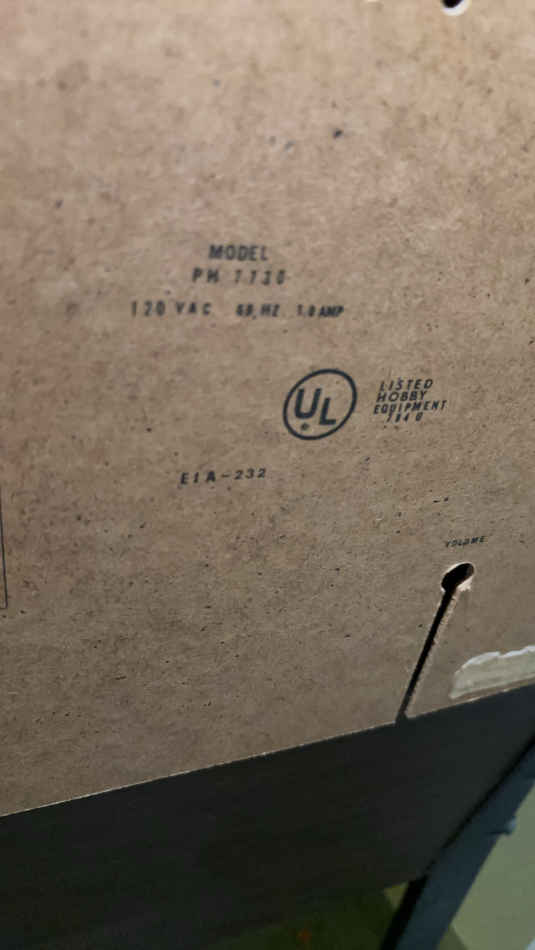 MODEL
PH 7730
120 VAC 60 HZ 1.0 AMP
UL
LISTED
HOBBY
EQUIPMENT
EIA-232
VOLUME